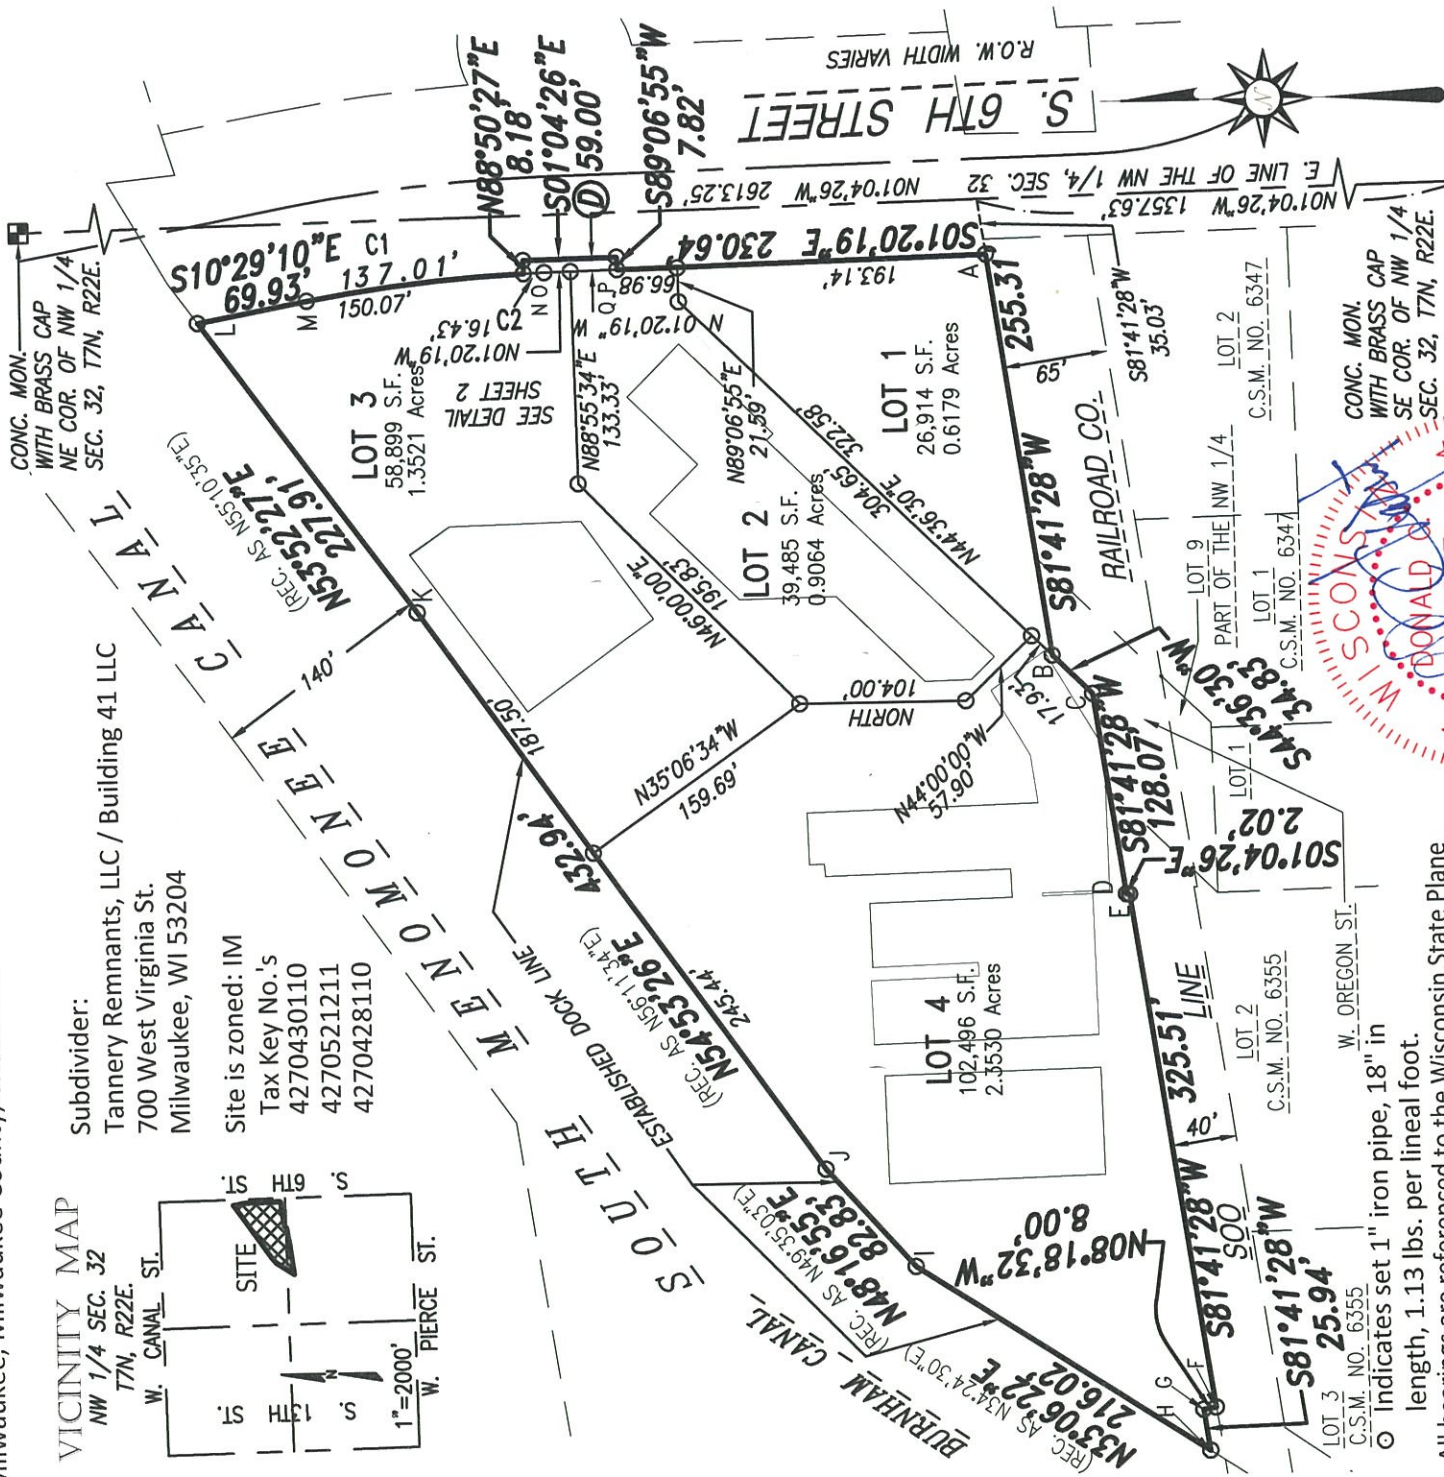 VICINITY MAP
NW 1/4 SEC. 32
T7N, R22E.
W. CANAL ST.
S. 13TH ST.
S. 6TH ST.
SITE
N
1"=2000'
W. PIERCE ST.
Subdivider:
Tannery Remnants, LLC / Building 41 LLC
700 West Virginia St.
Milwaukee, WI 53204
Site is zoned: IM
Tax Key No.'s
4270430110
4270521211
4270428110
CONC. MON.
WITH BRASS CAP
NE COR. OF NW 1/4
SEC. 32, T7N, R22E.
SOUTH MENOMONEE CANAL
BURNHAM CANAL
ESTABLISHED DOCK LINE
140'
N53°52'27"E
227.91'
(REC. AS N55°10'35"E)
432.94'
187.50'
245.44'
N54°53'26"E
(REC. AS N56°11'34"E)
N48°16'55"E
82.83'
(REC. AS N49°35'03"E)
N33°06'22"E
216.02'
(REC. AS N34°24'30"E)
S10°29'10"E
69.93'
C1
137.01'
150.07'
N88°50'27"E
8.18'
S01°04'26"E
D 59.00'
S89°06'55"W
7.82'
C2
16.43'
N01°20'19"W
SEE DETAIL
SHEET 2
01°20'19"W
66.98'
S01°20'19"E 230.64'
193.14'
S. 6TH STREET
R.O.W. WIDTH VARIES
E. LINE OF THE NW 1/4, SEC. 32
N01°04'26"W 2613.25'
N01°04'26"W 1357.63'
LOT 3
58,899 S.F.
1.3521 Acres
N88°55'34"E
133.33'
N46°00'00"E
195.83'
N89°06'55"E
21.59'
LOT 2
39,485 S.F.
0.9064 Acres
304.65'
322.58'
N44°36'30"E
LOT 1
26,914 S.F.
0.6179 Acres
NORTH
104.00'
N35°06'34"W
159.69'
N44°00'00"W
57.90'
17.93'
S81°41'28"W 255.31'
65'
S81°41'28"W
35.03'
S44°36'30"W
34.83'
S81°41'28"W
128.07'
S01°04'26"E
2.02'
LOT 4
102,496 S.F.
2.3530 Acres
S81°41'28"W 325.51'
40'
N08°18'32"W
8.00'
S81°41'28"W
25.94'
SOO LINE RAILROAD CO.
A
B
C
D
E
F
G
H
I
J
K
L
M
N
O
P
Q
N
LOT 3
C.S.M. NO. 6355
LOT 2
C.S.M. NO. 6355
LOT 1
W. OREGON ST.
LOT 9
PART OF THE NW 1/4
LOT 1
C.S.M. NO. 6347
LOT 2
C.S.M. NO. 6347
CONC. MON.
WITH BRASS CAP
SE COR. OF NW 1/4
SEC. 32, T7N, R22E.
WISCONSIN
DONALD C.
N
Indicates set 1" iron pipe, 18" in
length, 1.13 lbs. per lineal foot.
All bearings are referenced to the Wisconsin State Plane